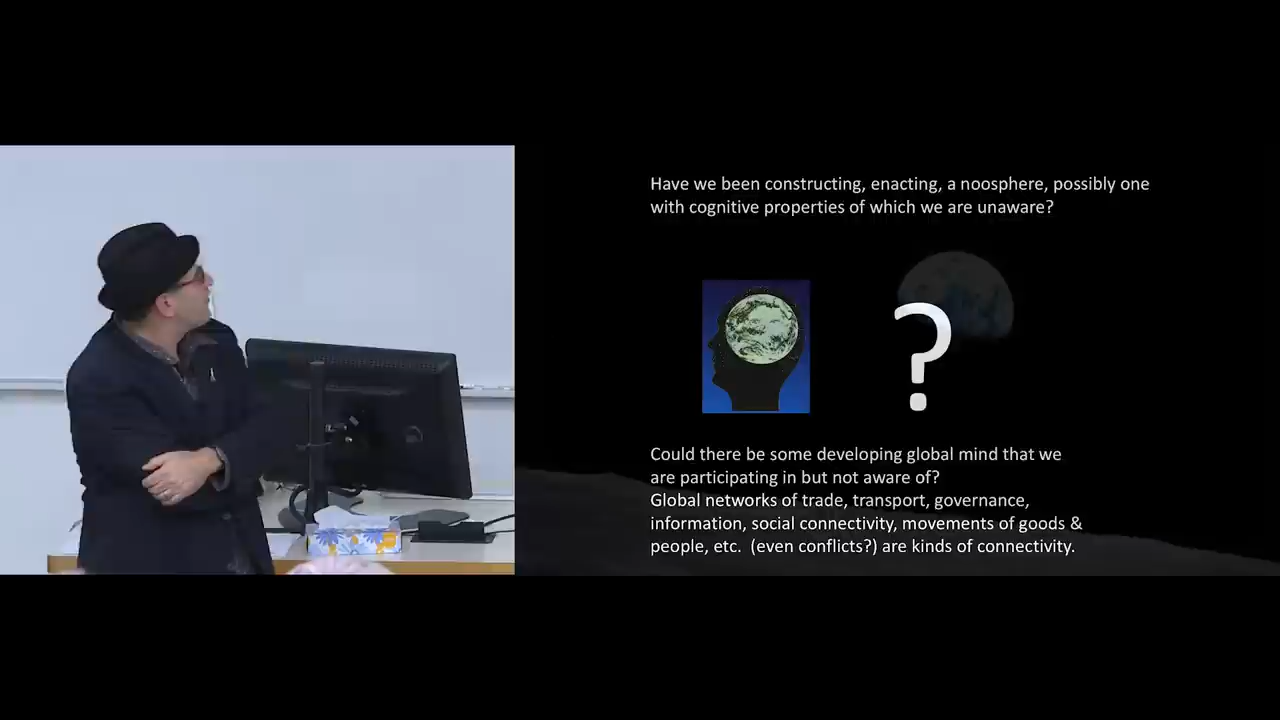 Have we been constructing, enacting, a noosphere, possibly one
with cognitive properties of which we are unaware?
?
Could there be some developing global mind that we
are participating in but not aware of?
Global networks of trade, transport, governance,
information, social connectivity, movements of goods &
people, etc.  (even conflicts?) are kinds of connectivity.